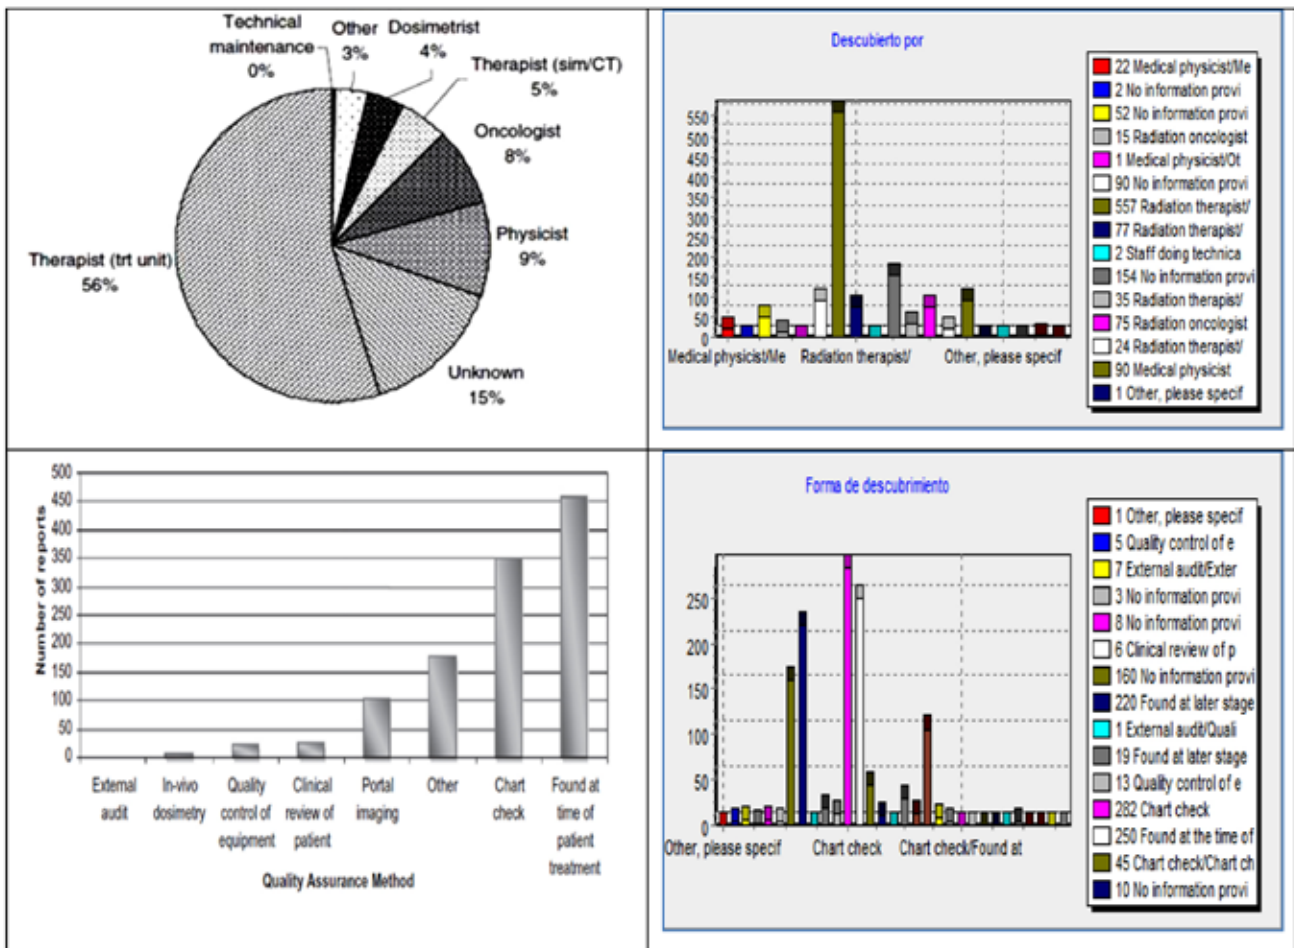 Technical
maintenance
0%
Other
3%
Dosimetrist
4%
Therapist (sim/CT)
5%
Oncologist
8%
Physicist
9%
Therapist (trt unit)
56%
Unknown
15%
Descubierto por
550
500
450
400
350
300
250
200
150
100
50
0
Medical physicist/Me
Radiation therapist/
Other, please specif
22 Medical physicist/Me
2 No information provi
52 No information provi
15 Radiation oncologist
1 Medical physicist/Ot
90 No information provi
557 Radiation therapist/
77 Radiation therapist/
2 Staff doing technica
154 No information provi
35 Radiation therapist/
75 Radiation oncologist
24 Radiation therapist/
90 Medical physicist
1 Other, please specif
Number of reports
500
450
400
350
300
250
200
150
100
50
0
External
audit
In-vivo
dosimetry
Quality
control of
equipment
Clinical
review of
patient
Portal
imaging
Other
Chart
check
Found at
time of
patient
treatment
Quality Assurance Method
Forma de descubrimiento
250
200
150
100
50
0
Other, please specif
Chart check
Chart check/Found at
1 Other, please specif
5 Quality control of e
7 External audit/Exter
3 No information provi
8 No information provi
6 Clinical review of p
160 No information provi
220 Found at later stage
1 External audit/Quali
19 Found at later stage
13 Quality control of e
282 Chart check
250 Found at the time of
45 Chart check/Chart ch
10 No information provi